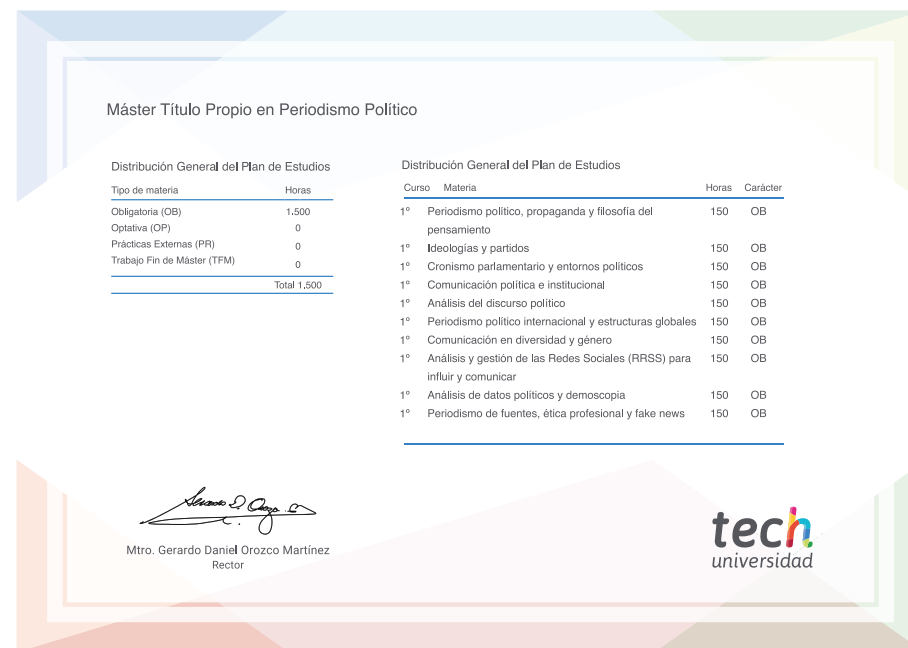 Máster Título Propio en Periodismo Político
Distribución General del Plan de Estudios
Tipo de materia Horas
Obligatoria (OB) 1.500
Optativa (OP) 0
Prácticas Externas (PR) 0
Trabajo Fin de Máster (TFM) 0
Total 1.500
Distribución General del Plan de Estudios
Curso Materia Horas Carácter
1º Periodismo político, propaganda y filosofía del 150 OB
pensamiento
1º Ideologías y partidos 150 OB
1º Cronismo parlamentario y entornos políticos 150 OB
1º Comunicación política e institucional 150 OB
1º Análisis del discurso político 150 OB
1º Periodismo político internacional y estructuras globales 150 OB
1º Comunicación en diversidad y género 150 OB
1º Análisis y gestión de las Redes Sociales (RRSS) para 150 OB
influir y comunicar
1º Análisis de datos políticos y demoscopia 150 OB
1º Periodismo de fuentes, ética profesional y fake news 150 OB
Mtro. Gerardo Daniel Orozco Martínez
Rector
tech
universidad